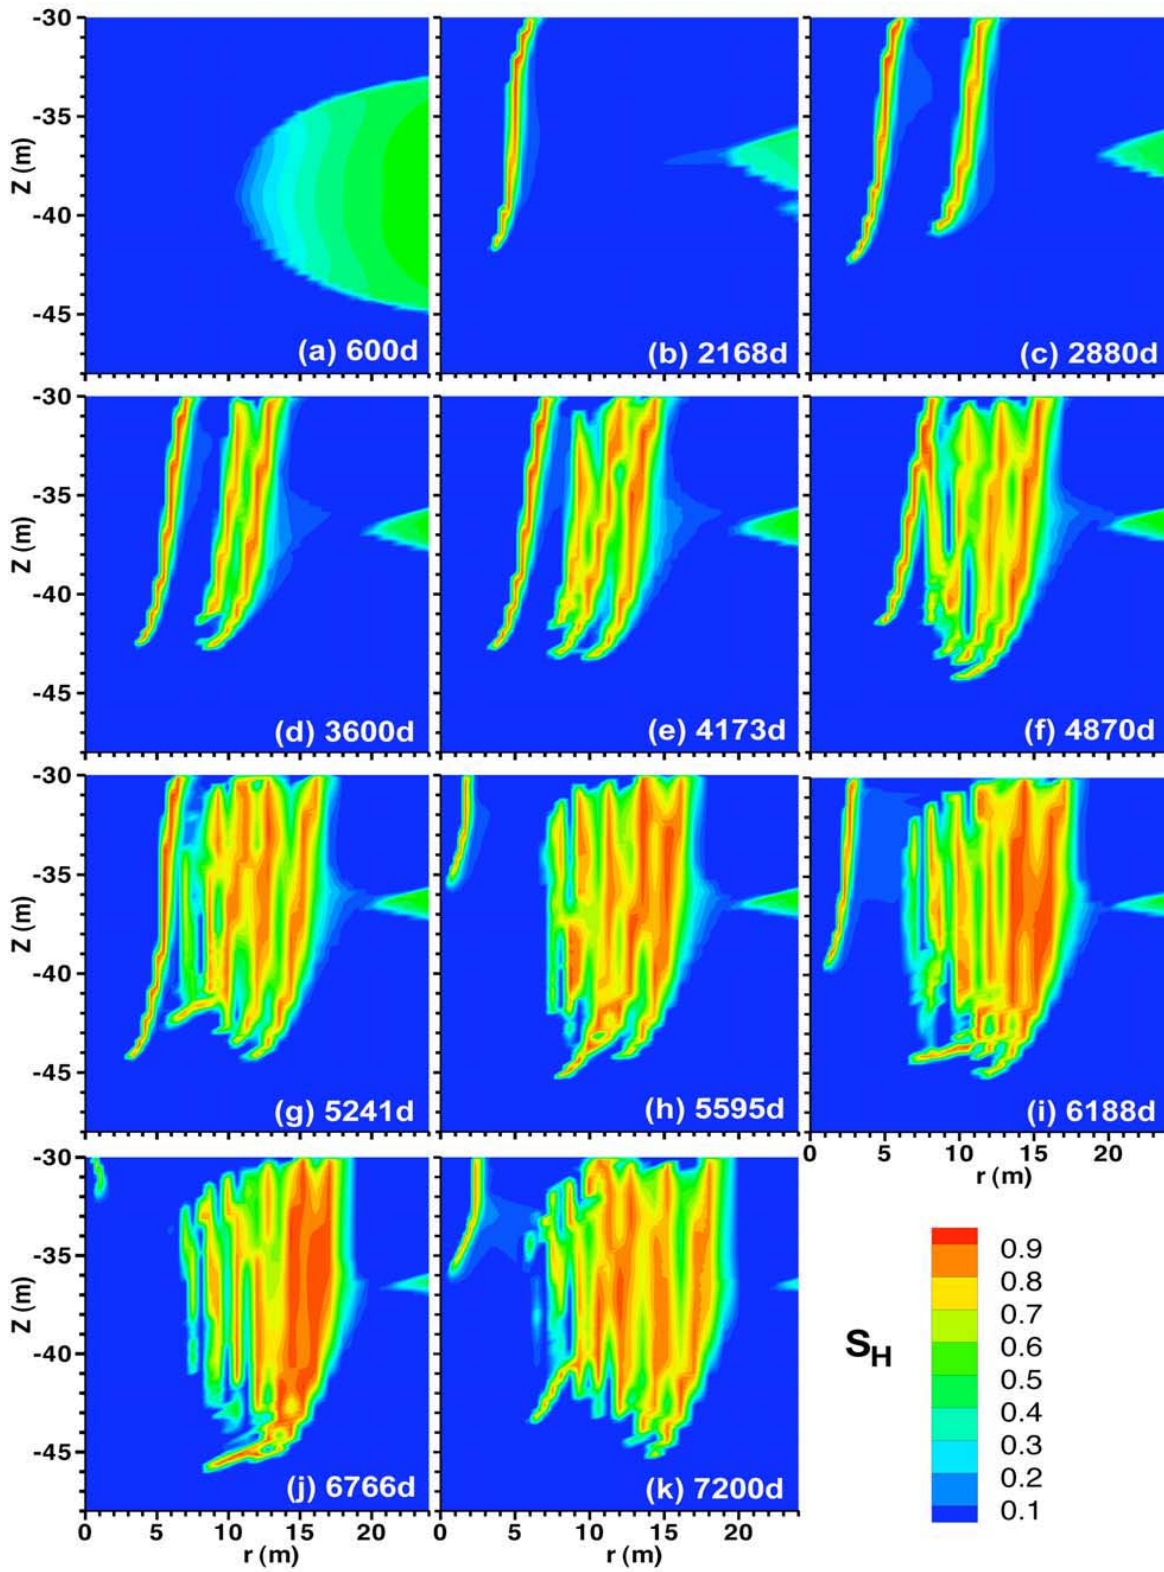 -30
-35
-40
-45
Z (m)
(a) 600d
(b) 2168d
(c) 2880d
-30
-35
-40
-45
Z (m)
(d) 3600d
(e) 4173d
(f) 4870d
-30
-35
-40
-45
Z (m)
(g) 5241d
(h) 5595d
(i) 6188d
0 5 10 15 20
r (m)
-30
-35
-40
-45
Z (m)
(j) 6766d
(k) 7200d
0 5 10 15 20
r (m)
0 5 10 15 20
r (m)
SH
0.9
0.8
0.7
0.6
0.5
0.4
0.3
0.2
0.1